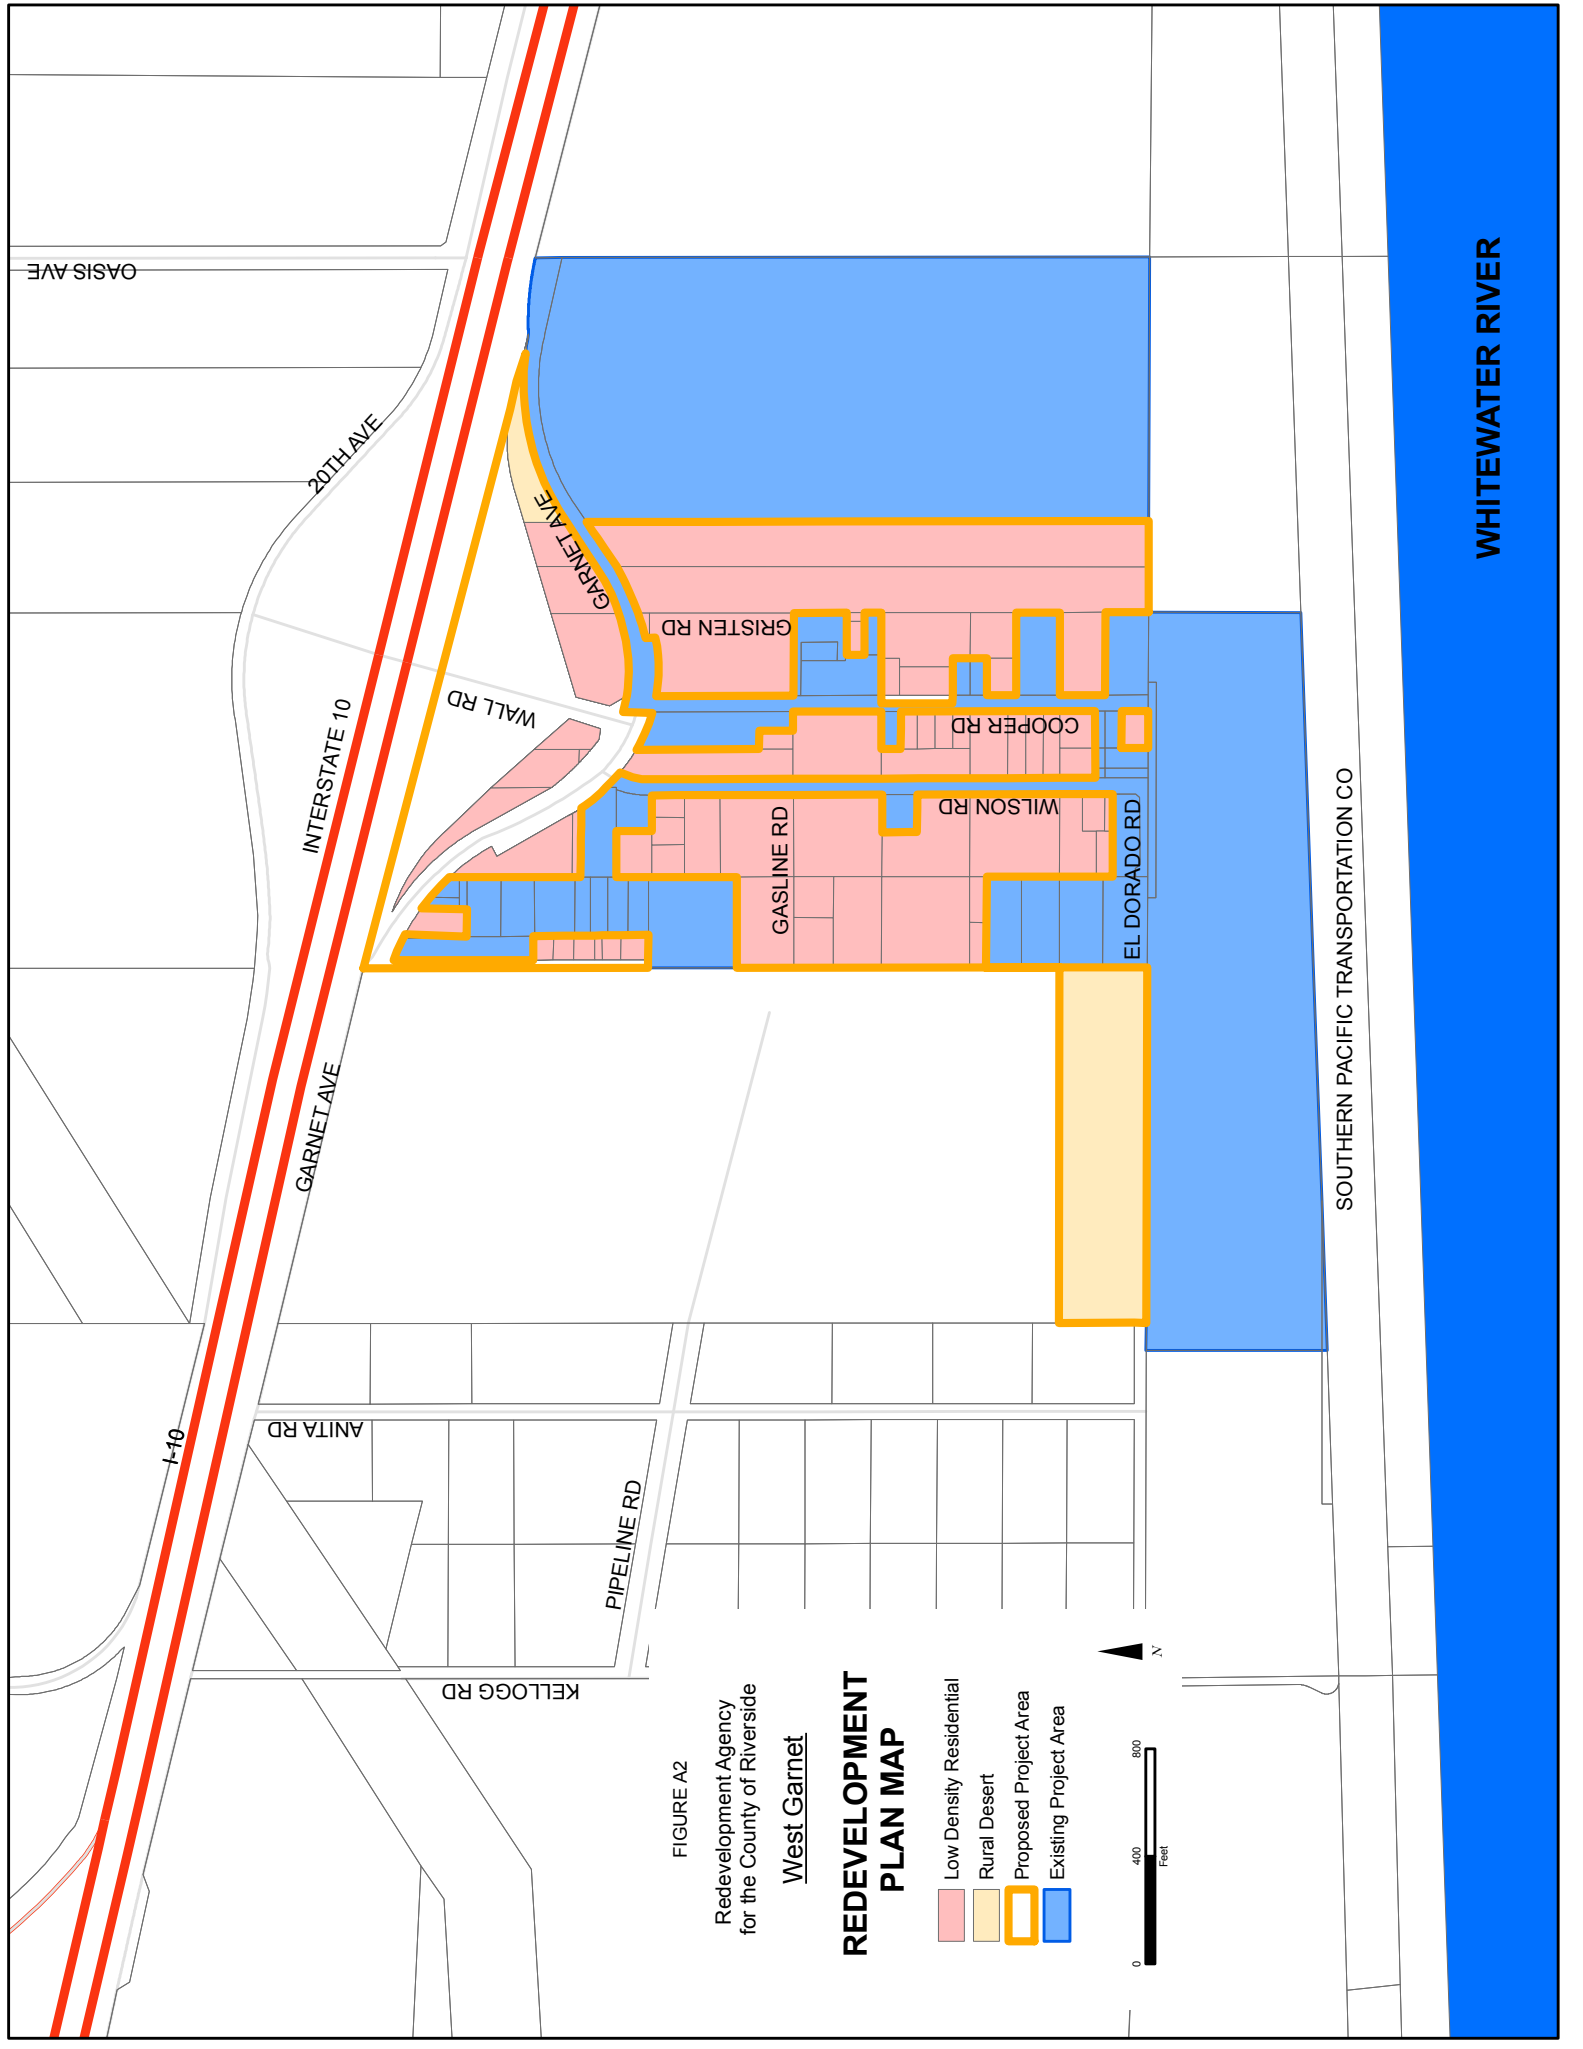 OASIS AVE
20TH AVE
INTERSTATE 10
WALL RD
GARNET AVE
GRISTEN RD
COOPER RD
WILSON RD
GASLINE RD
EL DORADO RD
GARNET AVE
I-10
ANITA RD
PIPELINE RD
KELLOGG RD
SOUTHERN PACIFIC TRANSPORTATION CO
WHITEWATER RIVER
FIGURE A2
Redevelopment Agency
for the County of Riverside
West Garnet
REDEVELOPMENT
PLAN MAP
Low Density Residential
Rural Desert
Proposed Project Area
Existing Project Area
0 400 800
Feet
N